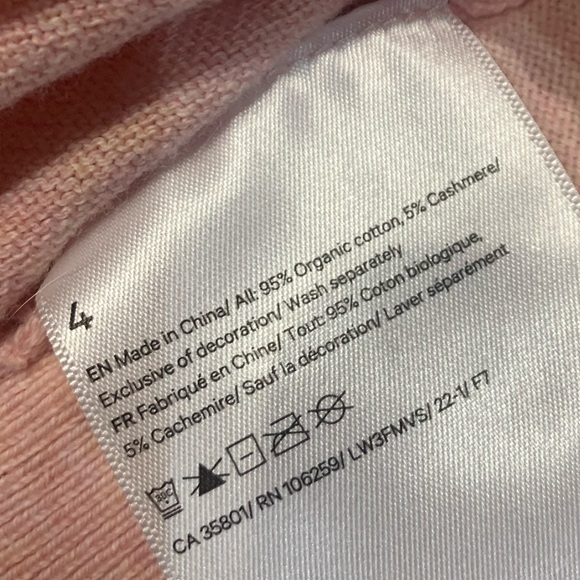 4
EN Made in China/ All: 95% Organic cotton, 5% Cashmere/
Exclusive of decoration/ Wash separately
FR Fabriqué en Chine/ Tout: 95% Coton biologique,
5% Cachemire/ Sauf la décoration/ Laver séparément
30C
CA 35801/ RN 106259/ LW3FMVS/ 22-1/ F7